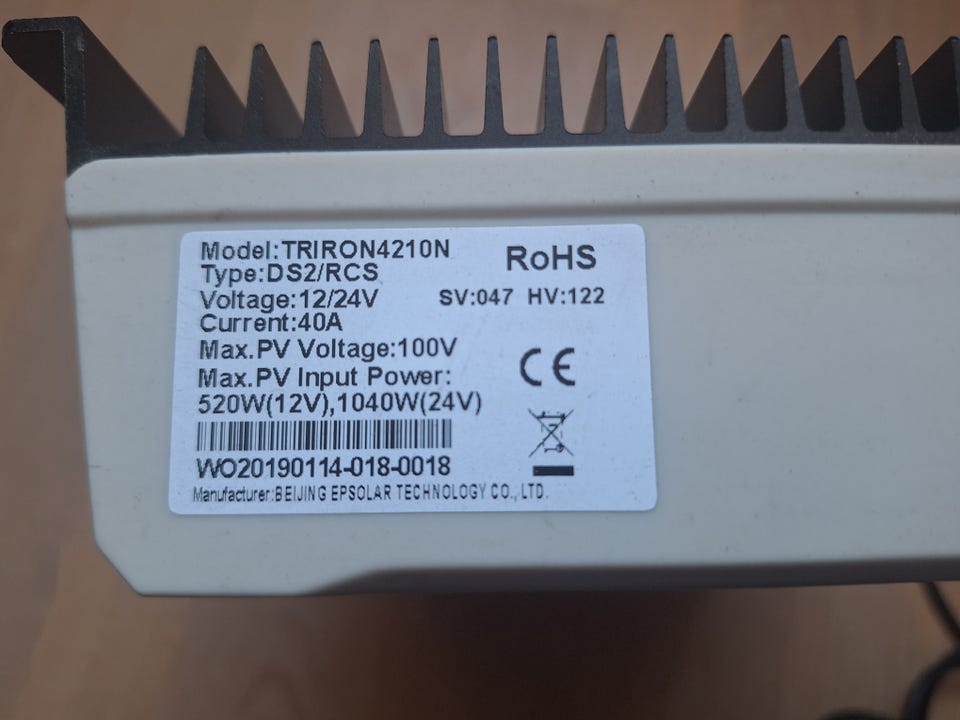 Model:TRIRON4210N
Type:DS2/RCS
RoHS
Voltage:12/24V
SV:047 HV:122
Current:40A
Max.PV Voltage:100V
Max.PV Input Power:
520W(12V),1040W(24V)
CE
WO20190114-018-0018
Manufacturer:BEIJING EPSOLAR TECHNOLOGY CO., LTD.